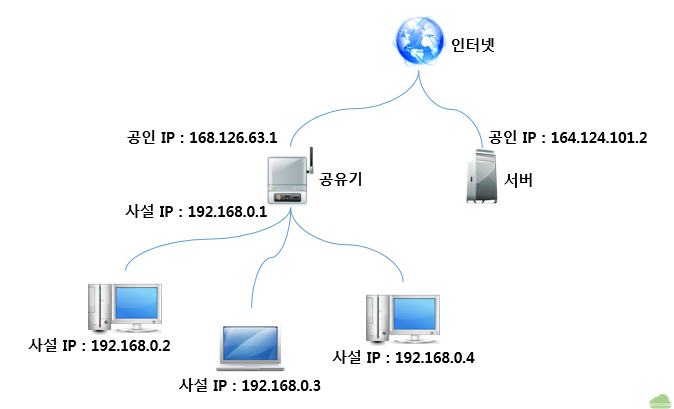 인터넷
공인 IP : 168.126.63.1
공인 IP : 164.124.101.2
공유기
서버
사설 IP : 192.168.0.1
사설 IP : 192.168.0.2
사설 IP : 192.168.0.4
사설 IP : 192.168.0.3